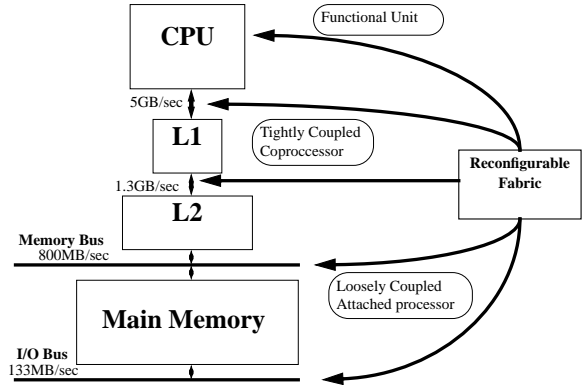 CPU
Functional Unit
5GB/sec
L1
Tightly Coupled
Coproccessor
Reconfigurable
Fabric
1.3GB/sec
L2
Memory Bus
800MB/sec
Loosely Coupled
Attached processor
Main Memory
I/O Bus
133MB/sec